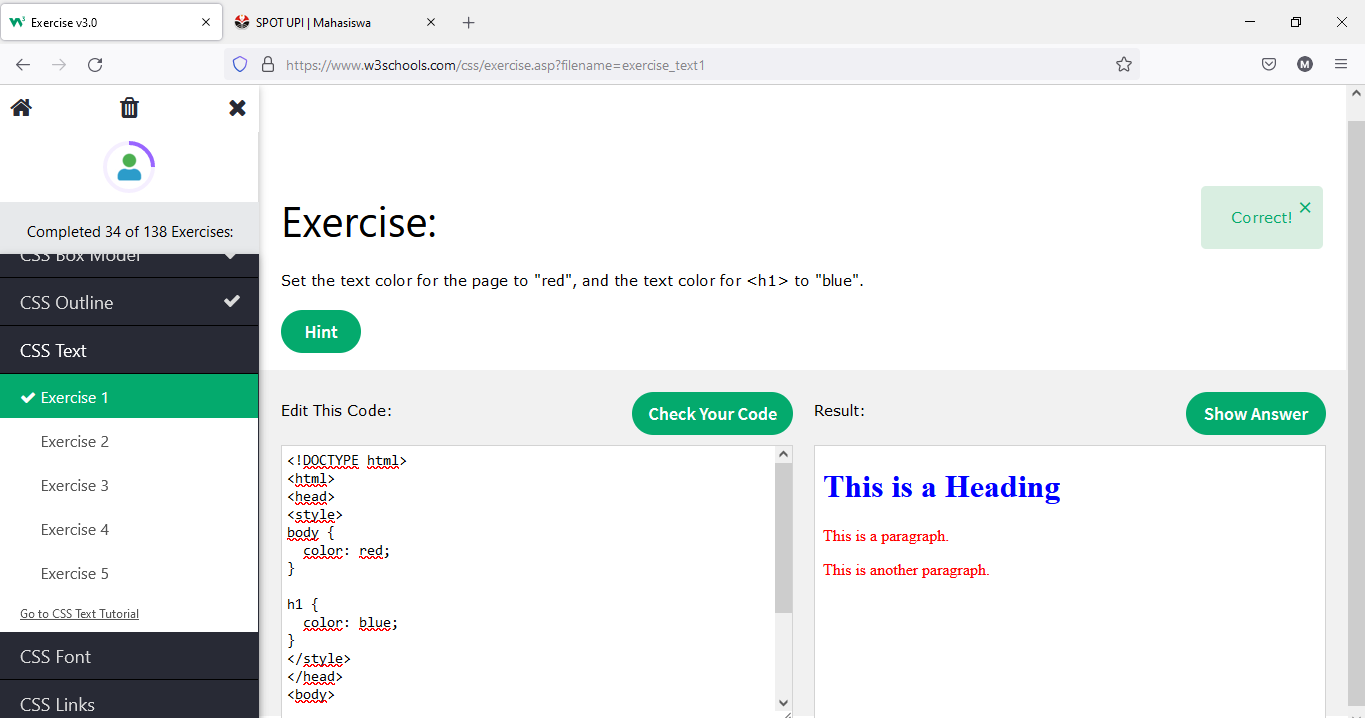 Exercise v3.0
SPOT UPI | Mahasiswa
https://www.w3schools.com/css/exercise.asp?filename=exercise_text1
M
Completed 34 of 138 Exercises:
CSS Box Model
CSS Outline
CSS Text
Exercise 1
Exercise 2
Exercise 3
Exercise 4
Exercise 5
Go to CSS Text Tutorial
CSS Font
CSS Links
Exercise:
Correct!
Set the text color for the page to "red", and the text color for <h1> to "blue".
Hint
Edit This Code:
Check Your Code
<!DOCTYPE html>
<html>
<head>
<style>
body {
  color: red;
}

h1 {
  color: blue;
}
</style>
</head>
<body>
Result:
Show Answer
This is a Heading
This is a paragraph.
This is another paragraph.